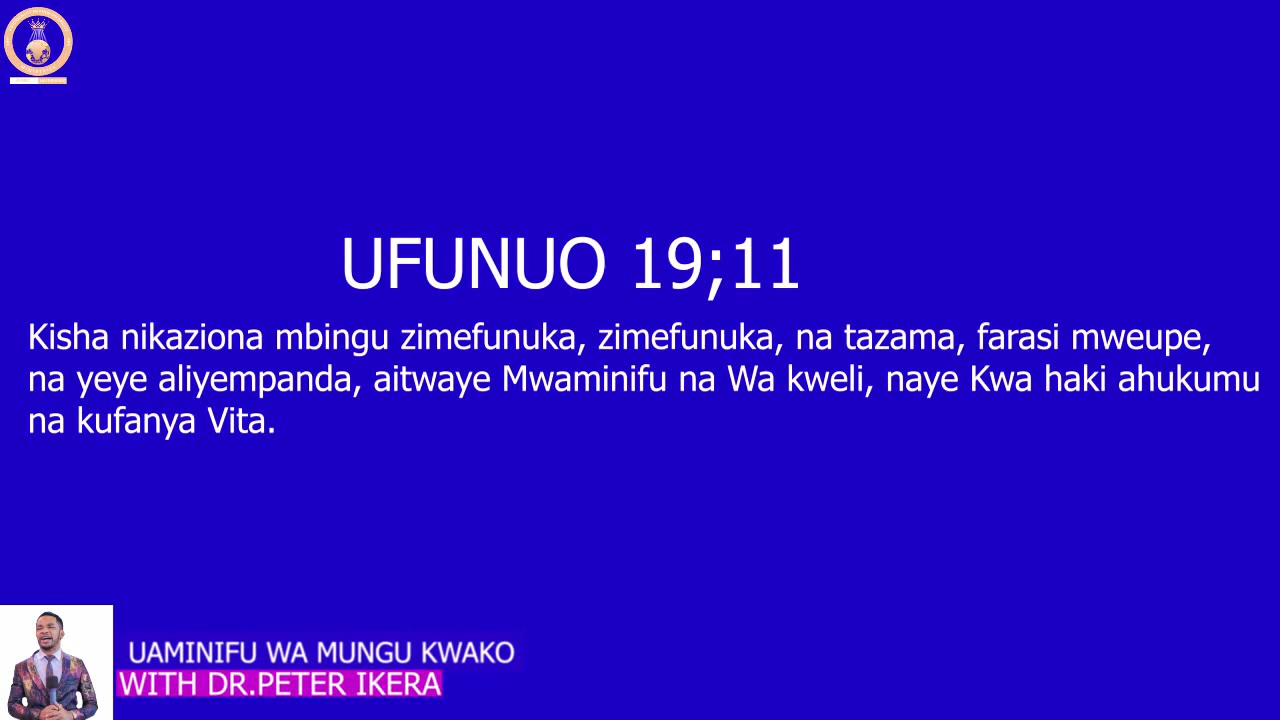 UFUNUO 19;11
Kisha nikaziona mbingu zimefunuka, zimefunuka, na tazama, farasi mweupe,
na yeye aliyempanda, aitwaye Mwaminifu na Wa kweli, naye Kwa haki ahukumu
na kufanya Vita.
UAMINIFU WA MUNGU KWAKO
WITH DR.PETER IKERA